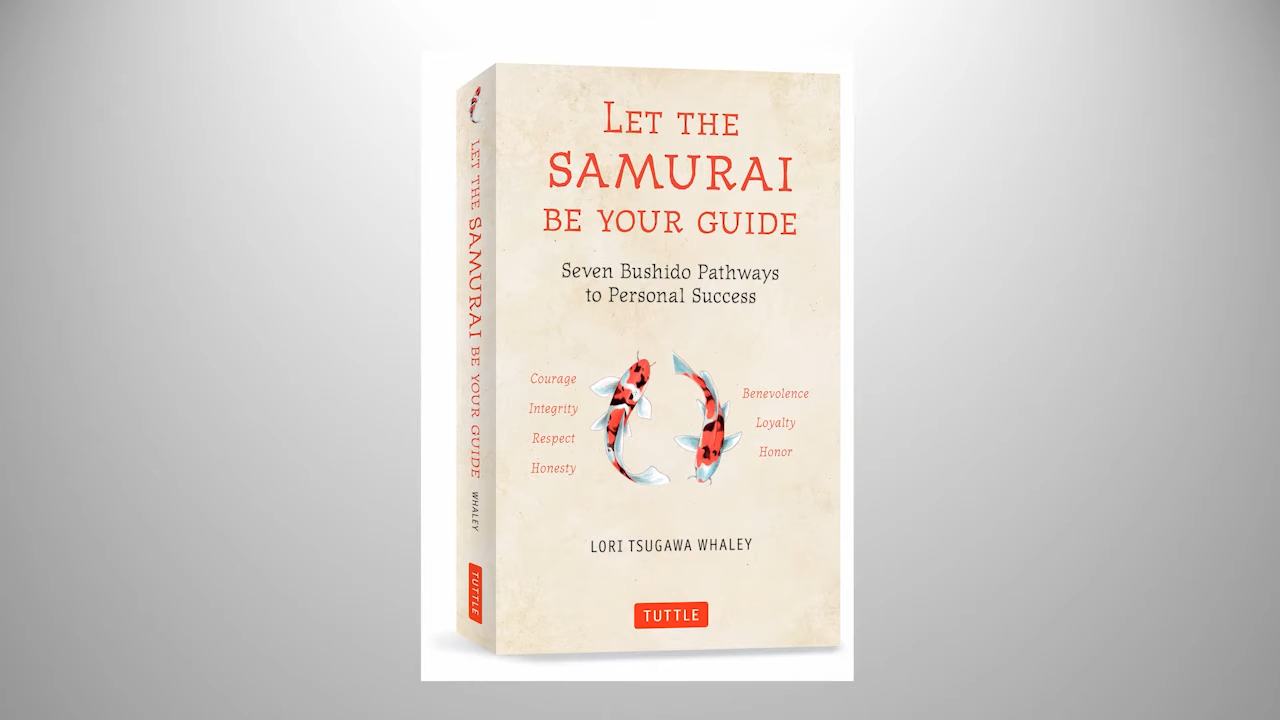 LET THE
SAMURAI
BE YOUR GUIDE
Seven Bushido Pathways
to Personal Success
Courage
Integrity
Respect
Honesty
Benevolence
Loyalty
Honor
LORI TSUGAWA WHALEY
TUTTLE
LET THE SAMURAI BE YOUR GUIDE
WHALEY
TUTTLE